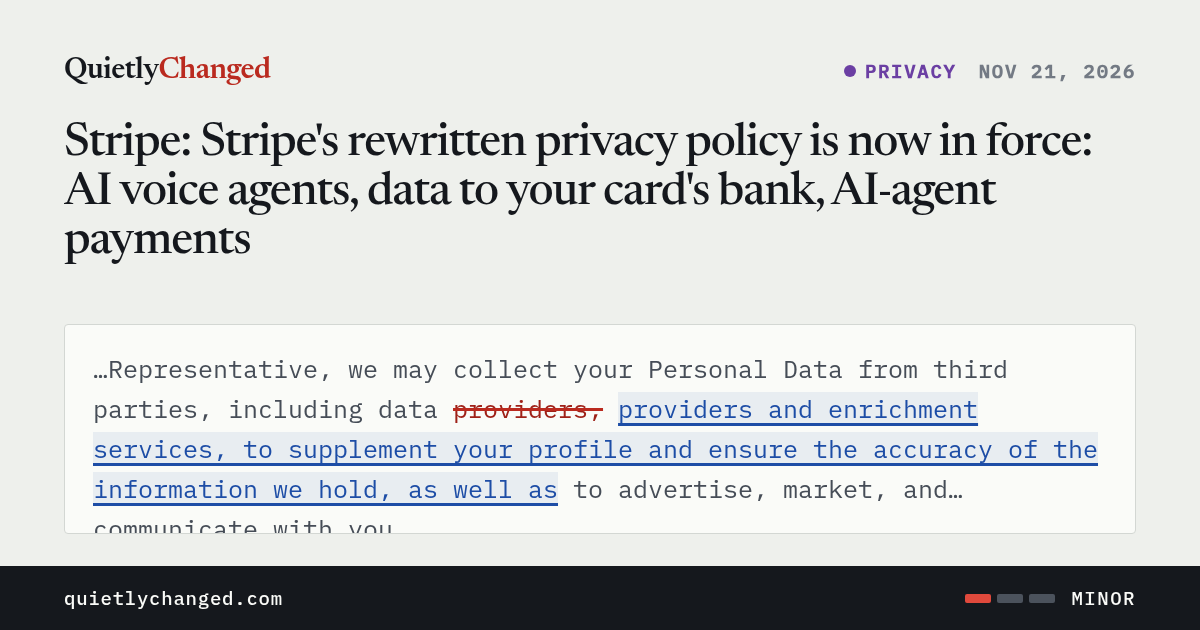 QuietlyChanged
PRIVACY NOV 21, 2026
Stripe: Stripe's rewritten privacy policy is now in force:
AI voice agents, data to your card's bank, AI-agent
payments
…Representative, we may collect your Personal Data from third
parties, including data providers, providers and enrichment
services, to supplement your profile and ensure the accuracy of the
information we hold, as well as to advertise, market, and…
communicate with you
quietlychanged.com
MINOR